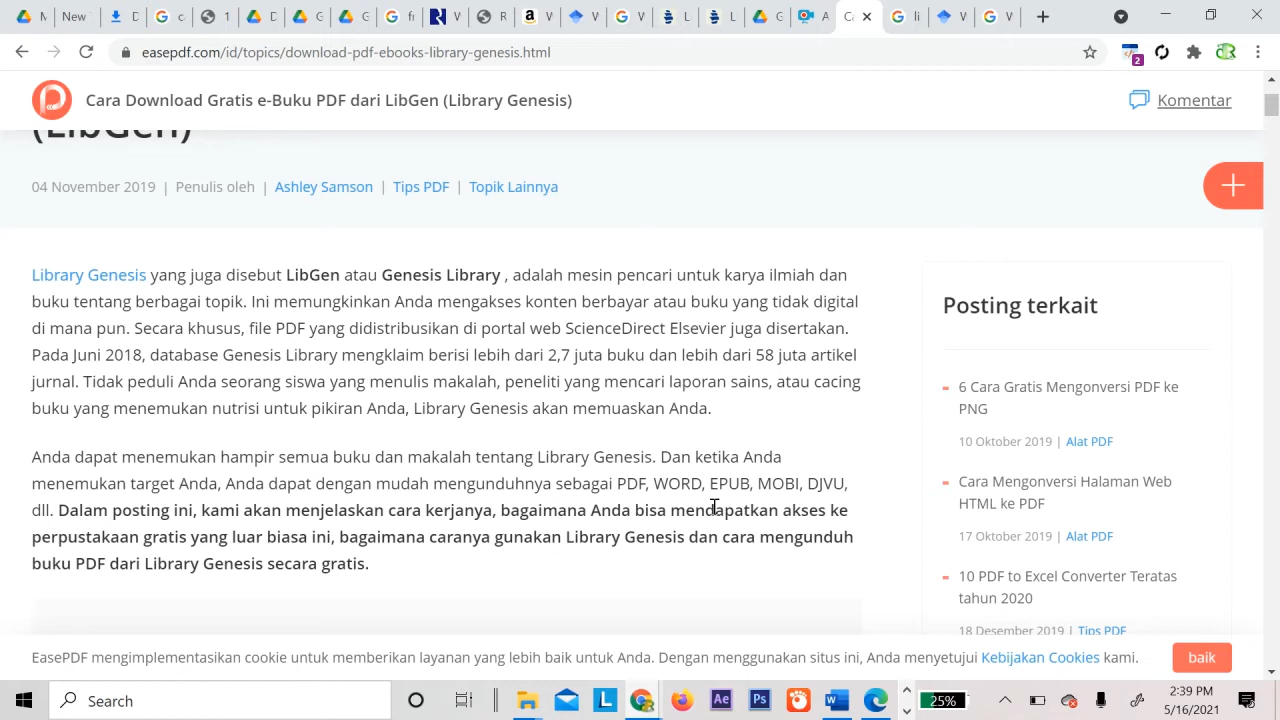 easepdf.com/id/topics/download-pdf-ebooks-library-genesis.html
2
Cara Download Gratis e-Buku PDF dari LibGen (Library Genesis)
Komentar
(LibGen)
04 November 2019 | Penulis oleh | Ashley Samson | Tips PDF | Topik Lainnya
Library Genesis yang juga disebut LibGen atau Genesis Library , adalah mesin pencari untuk karya ilmiah dan
buku tentang berbagai topik. Ini memungkinkan Anda mengakses konten berbayar atau buku yang tidak digital
di mana pun. Secara khusus, file PDF yang didistribusikan di portal web ScienceDirect Elsevier juga disertakan.
Pada Juni 2018, database Genesis Library mengklaim berisi lebih dari 2,7 juta buku dan lebih dari 58 juta artikel
jurnal. Tidak peduli Anda seorang siswa yang menulis makalah, peneliti yang mencari laporan sains, atau cacing
buku yang menemukan nutrisi untuk pikiran Anda, Library Genesis akan memuaskan Anda.
Anda dapat menemukan hampir semua buku dan makalah tentang Library Genesis. Dan ketika Anda
menemukan target Anda, Anda dapat dengan mudah mengunduhnya sebagai PDF, WORD, EPUB, MOBI, DJVU,
dll. Dalam posting ini, kami akan menjelaskan cara kerjanya, bagaimana Anda bisa mendapatkan akses ke
perpustakaan gratis yang luar biasa ini, bagaimana caranya gunakan Library Genesis dan cara mengunduh
buku PDF dari Library Genesis secara gratis.
Posting terkait
6 Cara Gratis Mengonversi PDF ke
PNG
10 Oktober 2019 | Alat PDF
Cara Mengonversi Halaman Web
HTML ke PDF
17 Oktober 2019 | Alat PDF
10 PDF to Excel Converter Teratas
tahun 2020
18 Desember 2019 | Tips PDF
EasePDF mengimplementasikan cookie untuk memberikan layanan yang lebih baik untuk Anda. Dengan menggunakan situs ini, Anda menyetujui Kebijakan Cookies kami.
baik
Search
25%
2:39 PM
5/16/2021